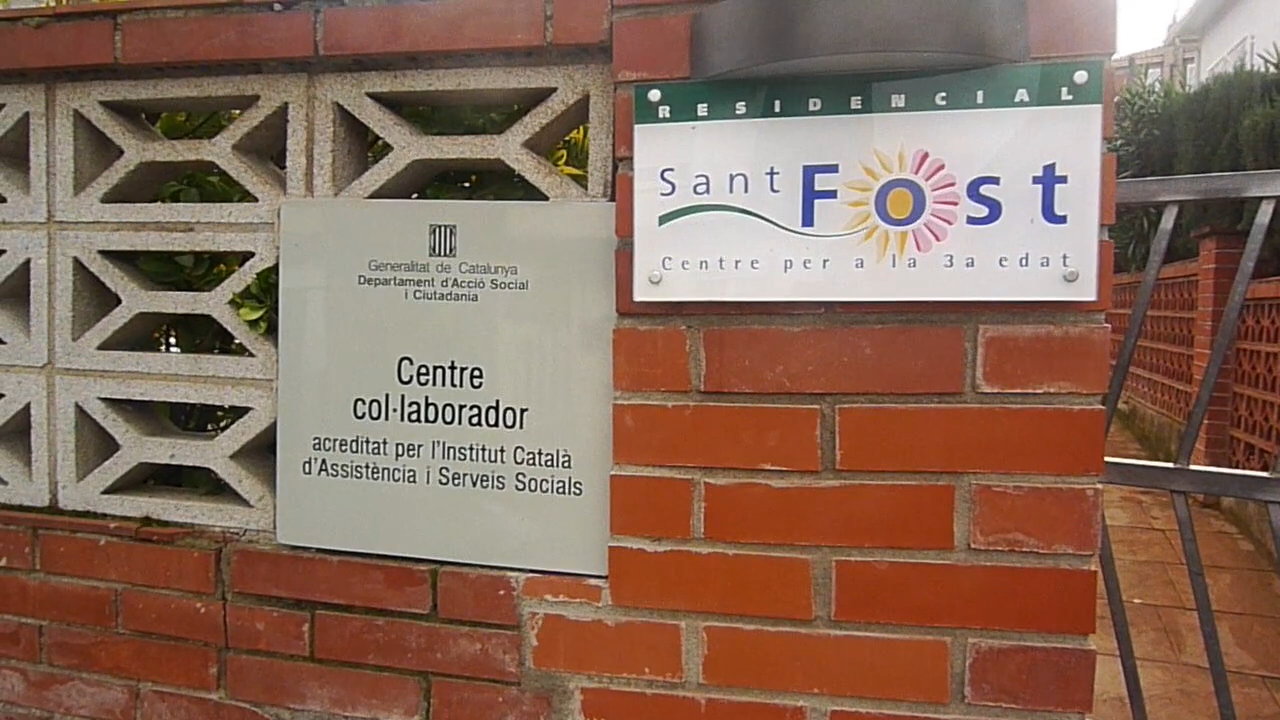 RESIDENCIAL
Sant Fost
Centre per a la 3a edat
Generalitat de Catalunya
Departament d'Acció Social
i Ciutadania
Centre
col·laborador
acreditat per l'Institut Català
d'Assistència i Serveis Socials